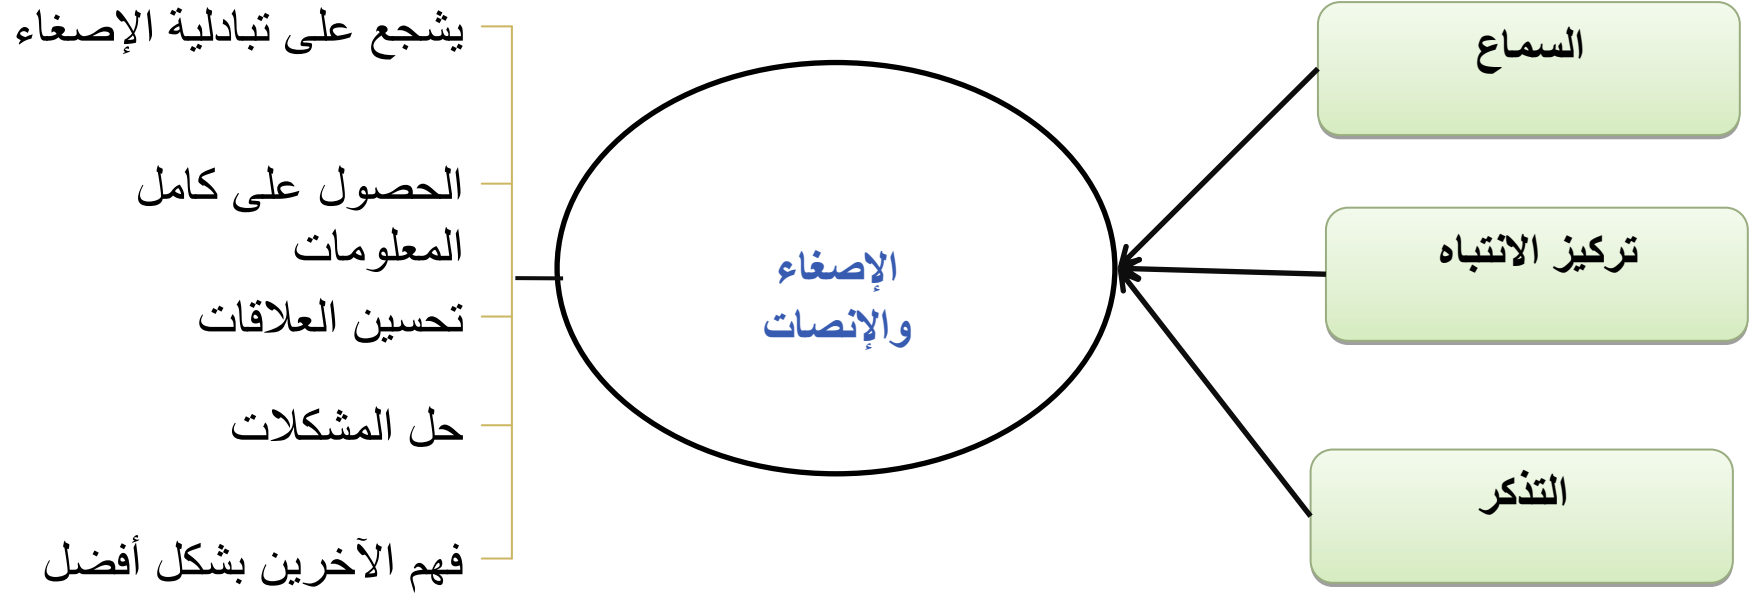 السماع
تركيز الانتباه
التذكر
الإصغاء
والإنصات
يشجع على تبادلية الإصغاء
الحصول على كامل
المعلومات
تحسين العلاقات
حل المشكلات
فهم الآخرين بشكل أفضل